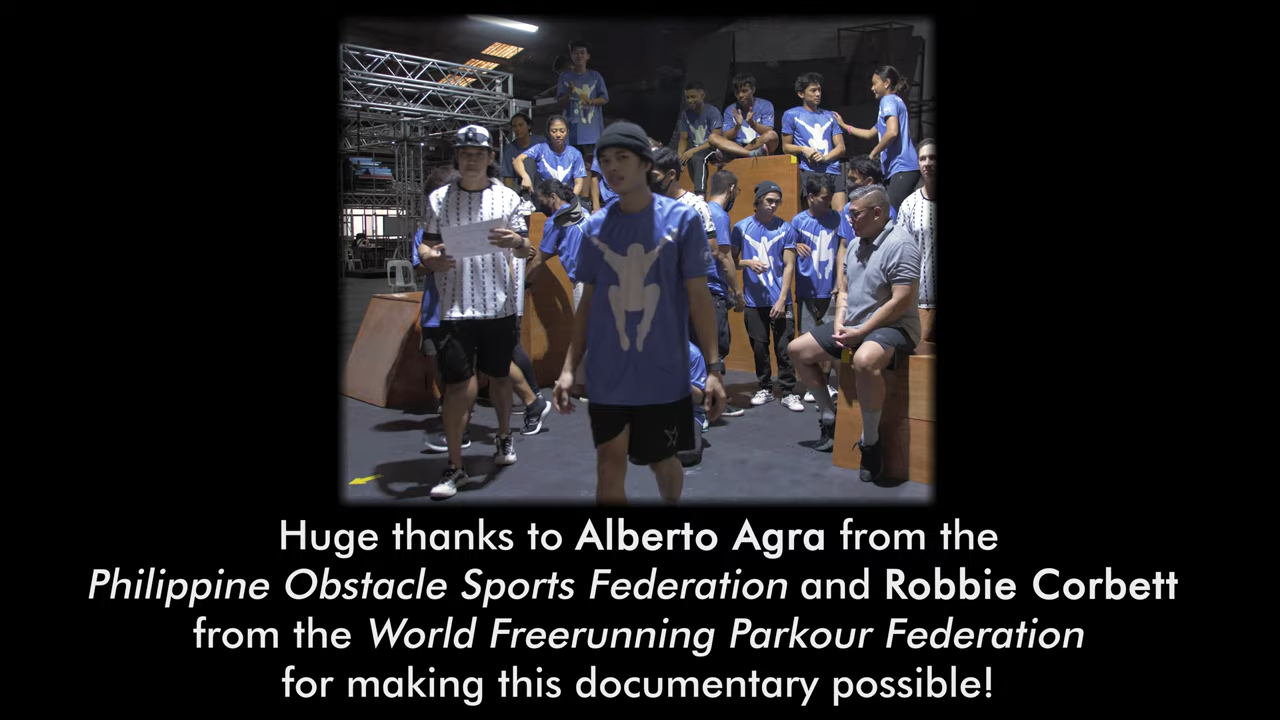 Huge thanks to Alberto Agra from the
Philippine Obstacle Sports Federation and Robbie Corbett
from the World Freerunning Parkour Federation
for making this documentary possible!